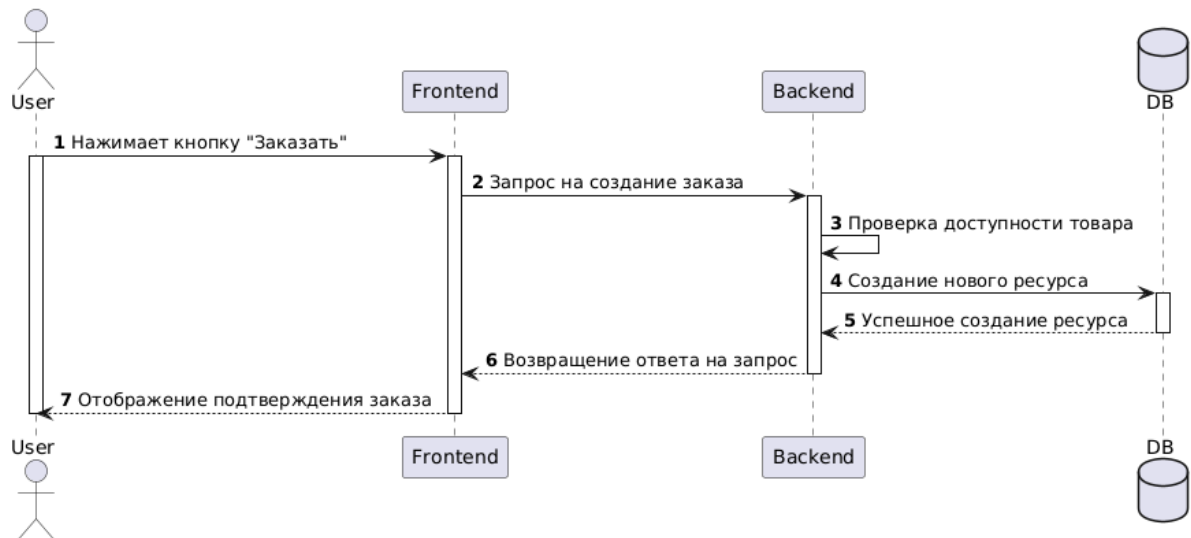 User
Frontend
Backend
DB
1 Нажимает кнопку "Заказать"
2 Запрос на создание заказа
3 Проверка доступности товара
4 Создание нового ресурса
5 Успешное создание ресурса
6 Возвращение ответа на запрос
7 Отображение подтверждения заказа
User
Frontend
Backend
DB